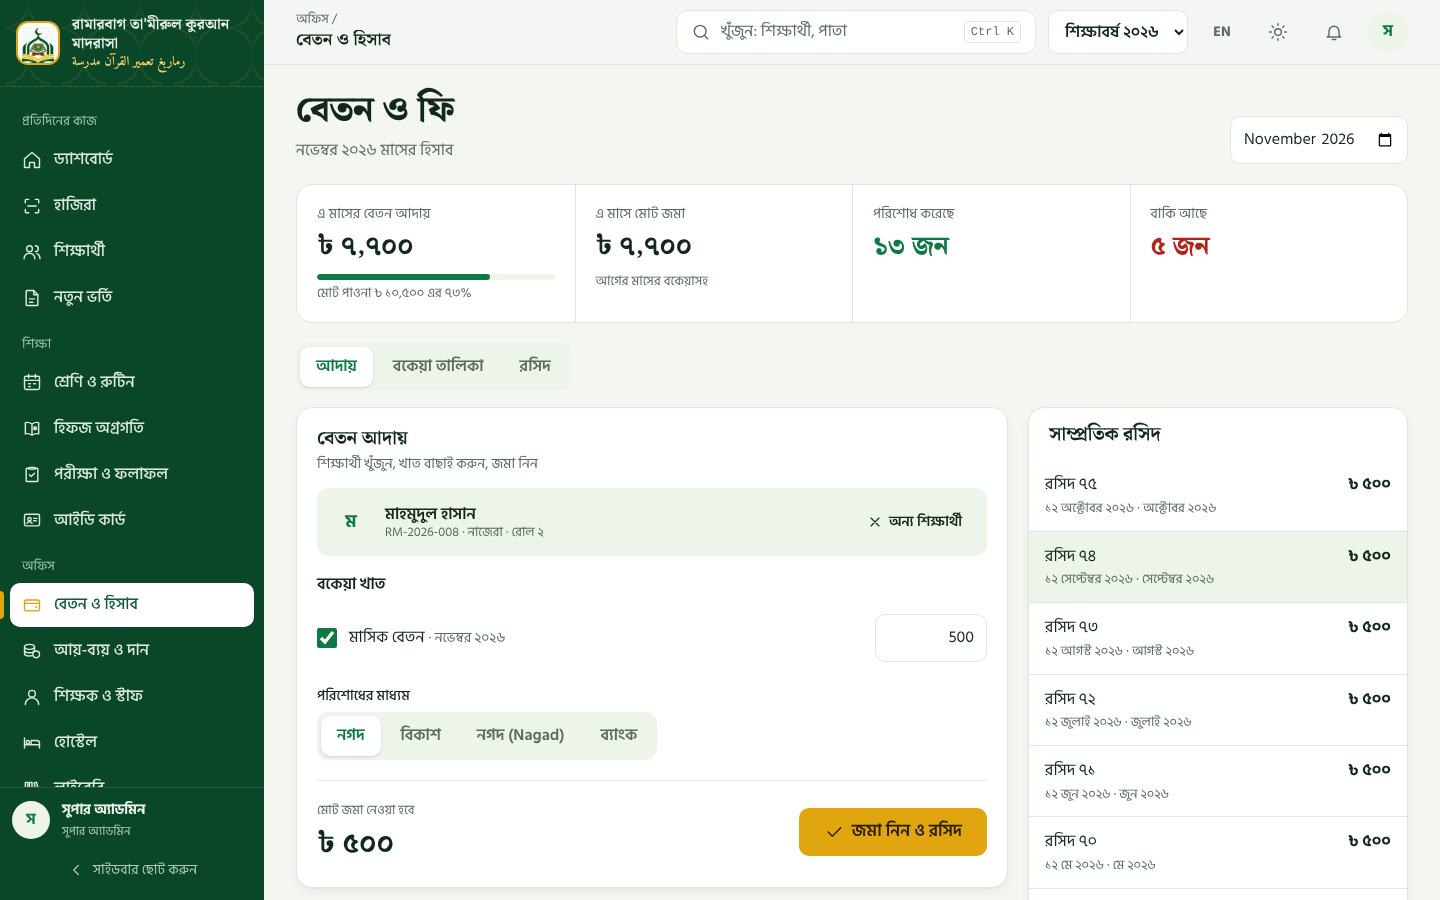 রামারবাগ তা'মীরুল কুরআন
মাদরাসা
رمارباغ تعمير القرآن مدرسة
প্রতিদিনের কাজ
ড্যাশবোর্ড
হাজিরা
শিক্ষার্থী
নতুন ভর্তি
শিক্ষা
শ্রেণি ও রুটিন
হিফজ অগ্রগতি
পরীক্ষা ও ফলাফল
আইডি কার্ড
অফিস
বেতন ও হিসাব
আয়-ব্যয় ও দান
শিক্ষক ও স্টাফ
হোস্টেল
স
সুপার অ্যাডমিন
সুপার অ্যাডমিন
সাইডবার ছোট করুন
অফিস /
বেতন ও হিসাব
খুঁজুন: শিক্ষার্থী, পাতা
Ctrl K
শিক্ষাবর্ষ ২০২৬
EN
স
বেতন ও ফি
নভেম্বর ২০২৬ মাসের হিসাব
November 2026
এ মাসের বেতন আদায়
৳ ৭,৭০০
মোট পাওনা ৳ ১০,৫০০ এর ৭৩%
এ মাসে মোট জমা
৳ ৭,৭০০
আগের মাসের বকেয়াসহ
পরিশোধ করেছে
১৩ জন
বাকি আছে
৫ জন
আদায়
বকেয়া তালিকা
রসিদ
বেতন আদায়
শিক্ষার্থী খুঁজুন, খাত বাছাই করুন, জমা নিন
ম
মাহমুদুল হাসান
RM-2026-008 · নাজেরা · রোল ২
অন্য শিক্ষার্থী
বকেয়া খাত
মাসিক বেতন · নভেম্বর ২০২৬
500
পরিশোধের মাধ্যম
নগদ
বিকাশ
নগদ (Nagad)
ব্যাংক
মোট জমা নেওয়া হবে
৳ ৫০০
জমা নিন ও রসিদ
সাম্প্রতিক রসিদ
রসিদ ৭৫
৳ ৫০০
১২ অক্টোবর ২০২৬ · অক্টোবর ২০২৬
রসিদ ৭৪
৳ ৫০০
১২ সেপ্টেম্বর ২০২৬ · সেপ্টেম্বর ২০২৬
রসিদ ৭৩
৳ ৫০০
১২ আগস্ট ২০২৬ · আগস্ট ২০২৬
রসিদ ৭২
৳ ৫০০
১২ জুলাই ২০২৬ · জুলাই ২০২৬
রসিদ ৭১
৳ ৫০০
১২ জুন ২০২৬ · জুন ২০২৬
রসিদ ৭০
৳ ৫০০
১২ মে ২০২৬ · মে ২০২৬